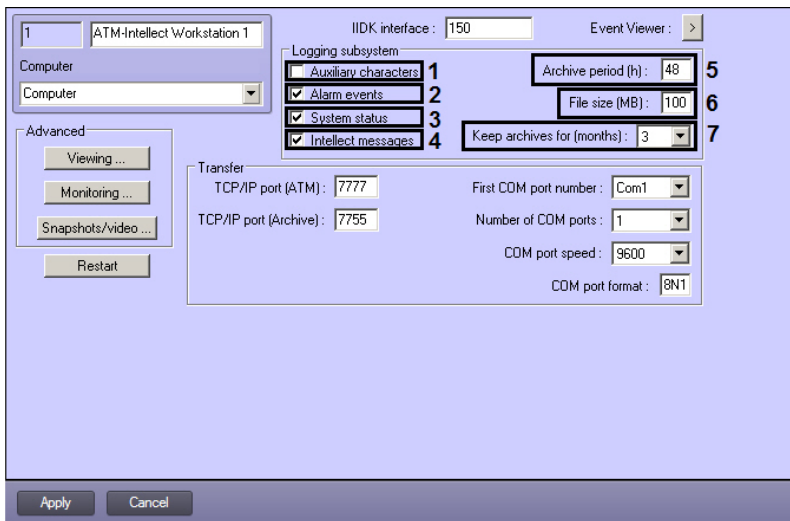 1 ATM-Intellect Workstation 1
IIDK interface : 150
Event Viewer : >
Computer
Computer
Logging subsystem
Auxiliary characters 1
Alarm events 2
System status 3
Intellect messages 4
Archive period (h) : 48 5
File size (MB) : 100 6
Keep archives for (months) : 3 7
Advanced
Viewing ...
Monitoring ...
Snapshots/video ...
Restart
Transfer
TCP/IP port (ATM) : 7777
TCP/IP port (Archive) : 7755
First COM port number : Com1
Number of COM ports : 1
COM port speed : 9600
COM port format : 8N1
Apply Cancel